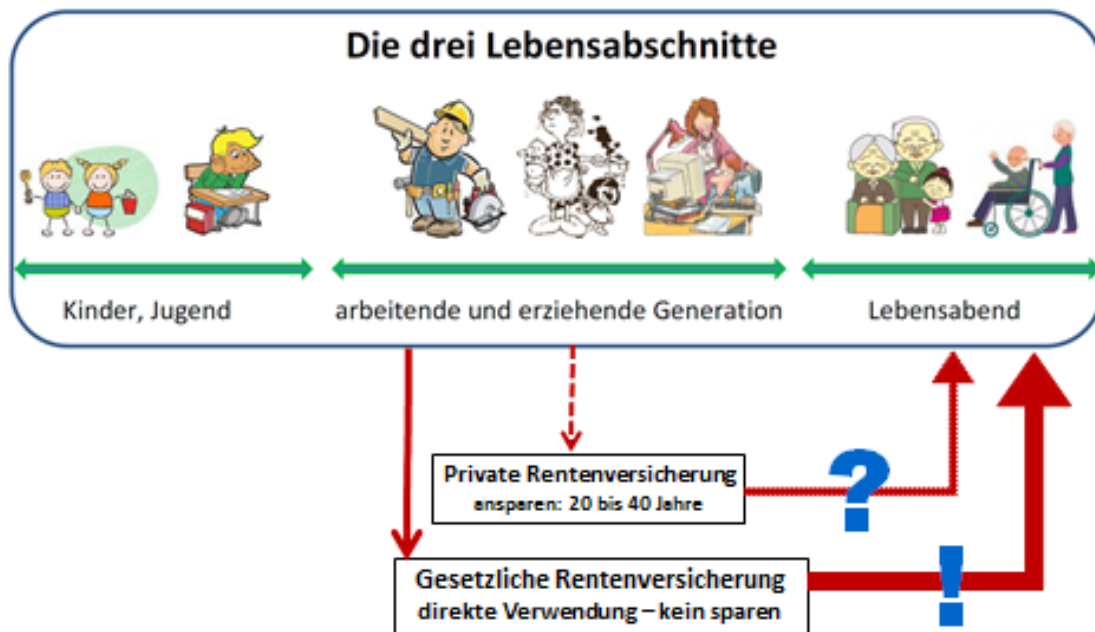 Die drei Lebensabschnitte
Kinder, Jugend
arbeitende und erziehende Generation
Lebensabend
Private Rentenversicherung
ansparen: 20 bis 40 Jahre
?
Gesetzliche Rentenversicherung
direkte Verwendung – kein sparen
!